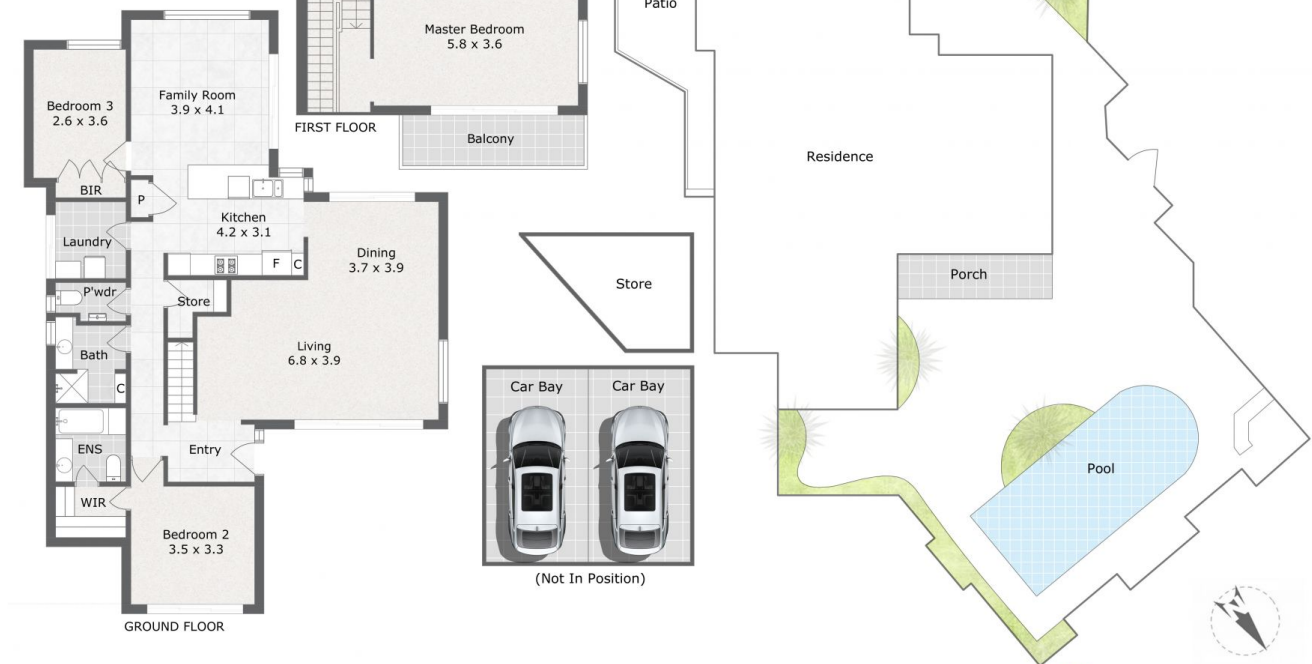 Patio
Master Bedroom
5.8 x 3.6
Family Room
3.9 x 4.1
Bedroom 3
2.6 x 3.6
FIRST FLOOR
Balcony
Residence
BIR
P
Kitchen
4.2 x 3.1
Laundry
Dining
3.7 x 3.9
F
C
Porch
P'wdr
Store
Store
Living
6.8 x 3.9
Bath
C
Car Bay
Car Bay
ENS
Entry
Pool
WIR
Bedroom 2
3.5 x 3.3
(Not In Position)
GROUND FLOOR